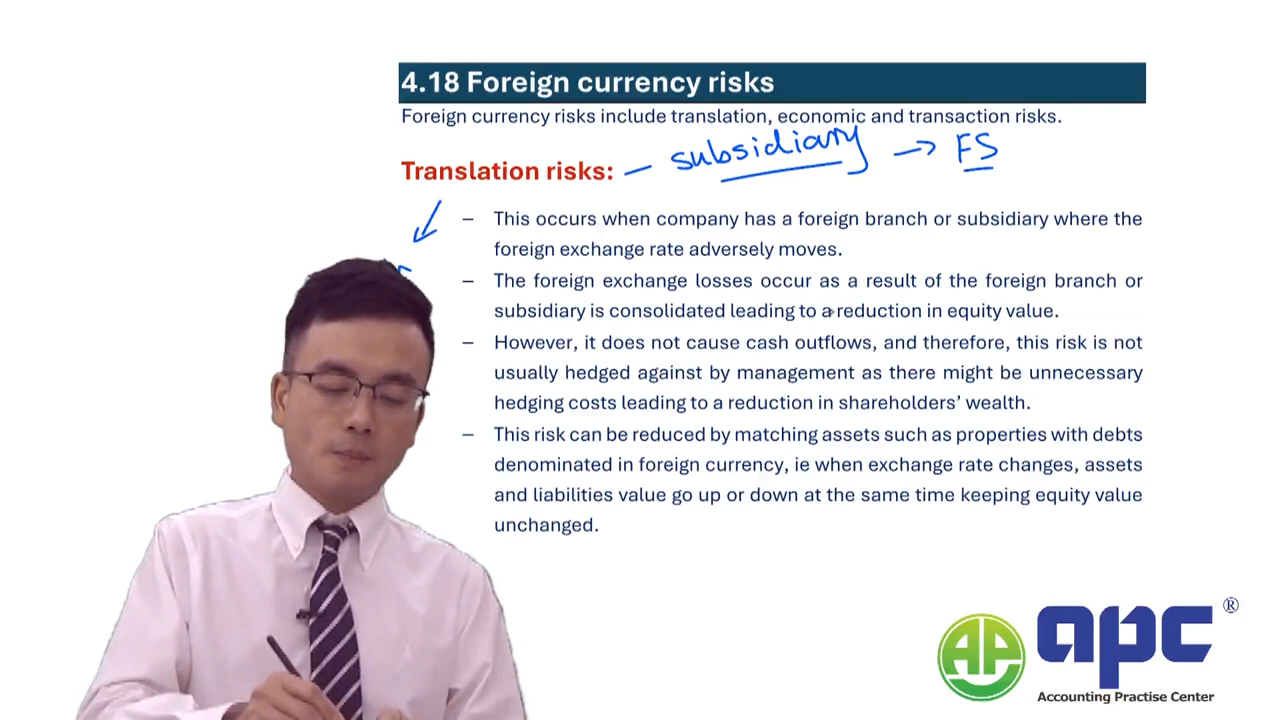 4.18 Foreign currency risks
Foreign currency risks include translation, economic and transaction risks.
Translation risks: – subsidiary → FS
– This occurs when company has a foreign branch or subsidiary where the
foreign exchange rate adversely moves.
– The foreign exchange losses occur as a result of the foreign branch or
subsidiary is consolidated leading to a reduction in equity value.
– However, it does not cause cash outflows, and therefore, this risk is not
usually hedged against by management as there might be unnecessary
hedging costs leading to a reduction in shareholders’ wealth.
– This risk can be reduced by matching assets such as properties with debts
denominated in foreign currency, ie when exchange rate changes, assets
and liabilities value go up or down at the same time keeping equity value
unchanged.
APC apc ®
Accounting Practise Center